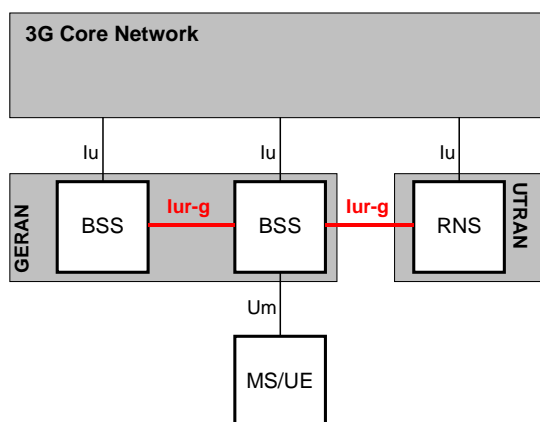 3G Core Network
Iu
Iu
Iu
GERAN
BSS
Iur-g
BSS
Iur-g
RNS
UTRAN
Um
MS/UE